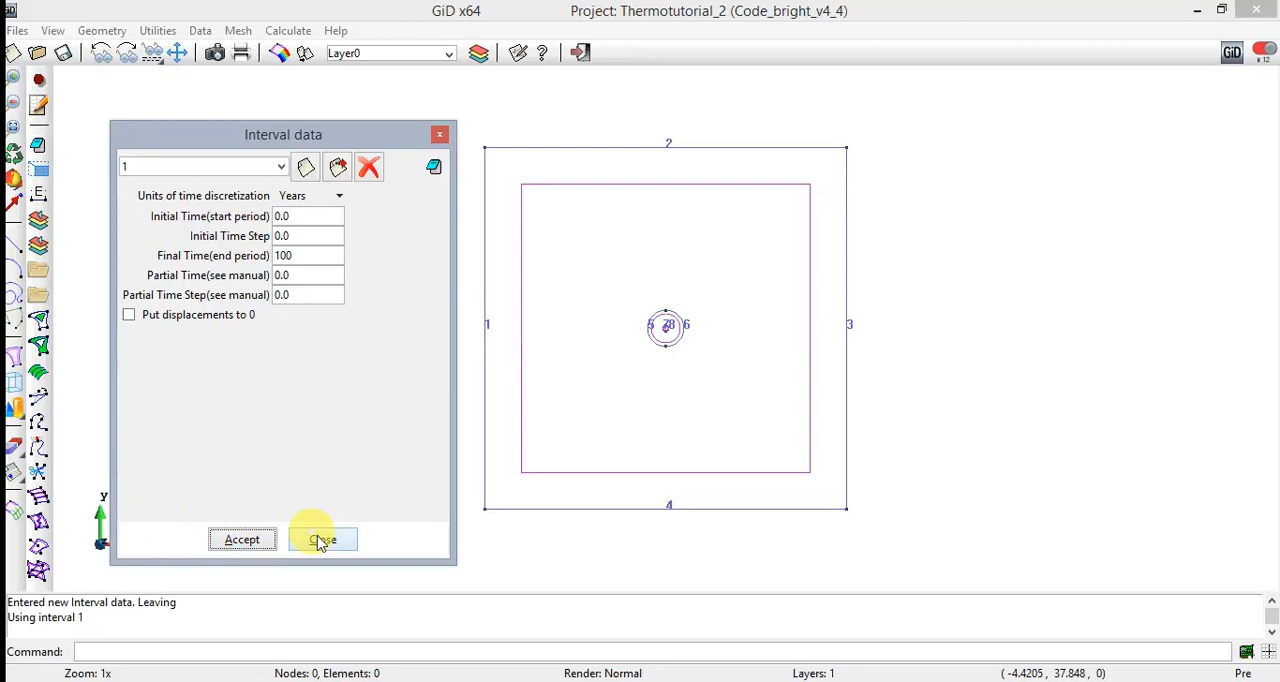 GiD
GiD x64
Project: Thermotutorial_2 (Code_bright_v4_4)
Files View Geometry Utilities Data Mesh Calculate Help
Layer0
GiD
v 12
E
Interval data
1
Units of time discretization Years
Initial Time(start period) 0.0
Initial Time Step 0.0
Final Time(end period) 100
Partial Time(see manual) 0.0
Partial Time Step(see manual) 0.0
Put displacements to 0
Accept
Close
2
1
5
6
3
4
y
Entered new Interval data. Leaving
Using interval 1
Command:
Zoom: 1x
Nodes: 0, Elements: 0
Render: Normal
Layers: 1
( -4.4205, 37.848, 0)
Pre